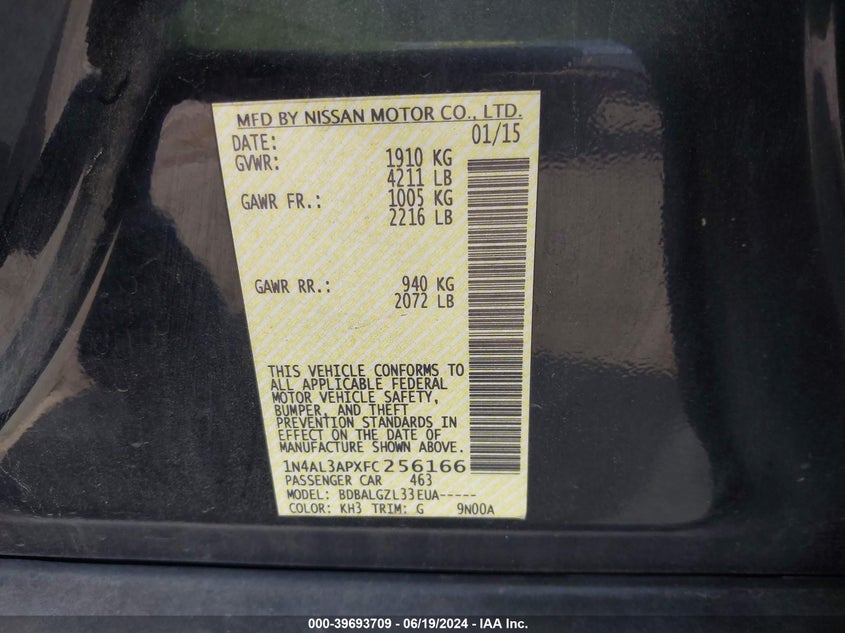 MFD BY NISSAN MOTOR CO., LTD.
DATE: 01/15
GVWR: 1910 KG
4211 LB
GAWR FR.: 1005 KG
2216 LB
GAWR RR.: 940 KG
2072 LB
THIS VEHICLE CONFORMS TO
ALL APPLICABLE FEDERAL
MOTOR VEHICLE SAFETY,
BUMPER, AND THEFT
PREVENTION STANDARDS IN
EFFECT ON THE DATE OF
MANUFACTURE SHOWN ABOVE.
1N4AL3APXFC256166
PASSENGER CAR 463
MODEL: BDBALGZL33EUA-----
COLOR: KH3 TRIM: G 9N00A
000-39693709 - 06/19/2024 - IAA Inc.